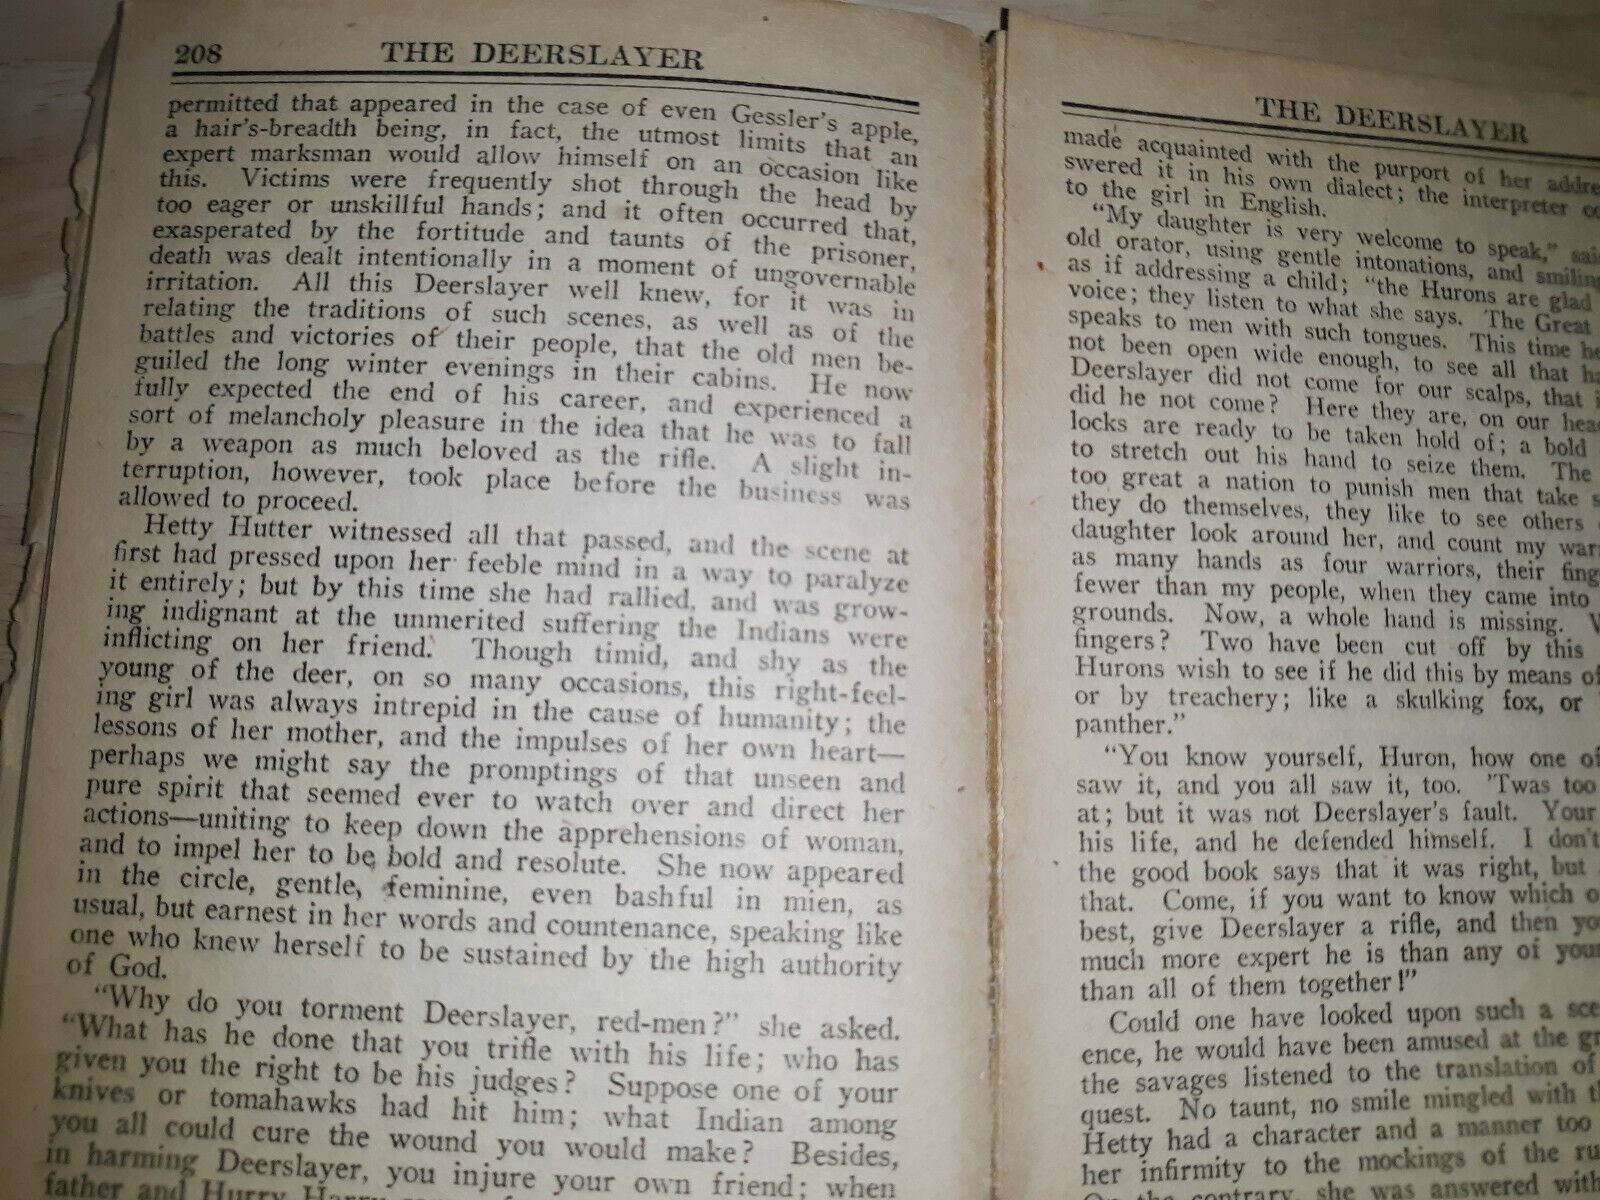 208 THE DEERSLAYER
permitted that appeared in the case of even Gessler's apple,
a hair's-breadth being, in fact, the utmost limits that an
expert marksman would allow himself on an occasion like
this. Victims were frequently shot through the head by
too eager or unskillful hands; and it often occurred that,
exasperated by the fortitude and taunts of the prisoner,
death was dealt intentionally in a moment of ungovernable
irritation. All this Deerslayer well knew, for it was in
relating the traditions of such scenes, as well as of the
battles and victories of their people, that the old men be-
guiled the long winter evenings in their cabins. He now
fully expected the end of his career, and experienced a
sort of melancholy pleasure in the idea that he was to fall
by a weapon as much beloved as the rifle. A slight in-
terruption, however, took place before the business was
allowed to proceed.
Hetty Hutter witnessed all that passed, and the scene at
first had pressed upon her feeble mind in a way to paralyze
it entirely; but by this time she had rallied, and was grow-
ing indignant at the unmerited suffering the Indians were
inflicting on her friend. Though timid, and shy as the
young of the deer, on so many occasions, this right-feel-
ing girl was always intrepid in the cause of humanity; the
lessons of her mother, and the impulses of her own heart—
perhaps we might say the promptings of that unseen and
pure spirit that seemed ever to watch over and direct her
actions—uniting to keep down the apprehensions of woman,
and to impel her to be bold and resolute. She now appeared
in the circle, gentle, feminine, even bashful in mien, as
usual, but earnest in her words and countenance, speaking like
one who knew herself to be sustained by the high authority
of God.
"Why do you torment Deerslayer, red-men?" she asked.
"What has he done that you trifle with his life; who has
given you the right to be his judges? Suppose one of your
knives or tomahawks had hit him; what Indian among
you all could cure the wound you would make? Besides,
in harming Deerslayer, you injure your own friend; when
father and Hurry Harry
THE DEERSLAYER
made acquainted with the purport of her addre
swered it in his own dialect; the interpreter co
to the girl in English.
"My daughter is very welcome to speak," sai
old orator, using gentle intonations, and smiling
as if addressing a child; "the Hurons are glad
voice; they listen to what she says. The Great
speaks to men with such tongues. This time he
not been open wide enough, to see all that ha
Deerslayer did not come for our scalps, that i
did he not come? Here they are, on our hea
locks are ready to be taken hold of; a bold
to stretch out his hand to seize them. The
too great a nation to punish men that take s
they do themselves, they like to see others
daughter look around her, and count my war
as many hands as four warriors, their fing
fewer than my people, when they came into
grounds. Now, a whole hand is missing. W
fingers? Two have been cut off by this
Hurons wish to see if he did this by means of
or by treachery; like a skulking fox, or
panther."
"You know yourself, Huron, how one of
saw it, and you all saw it, too. 'Twas too
at; but it was not Deerslayer's fault. Your
his life, and he defended himself. I don't
the good book says that it was right, but
that. Come, if you want to know which o
best, give Deerslayer a rifle, and then yo
much more expert he is than any of your
than all of them together!"
Could one have looked upon such a sce
ence, he would have been amused at the gr
the savages listened to the translation of
quest. No taunt, no smile mingled with th
Hetty had a character and a manner too
her infirmity to the mockings of the ru
On the contrary, she was answered with